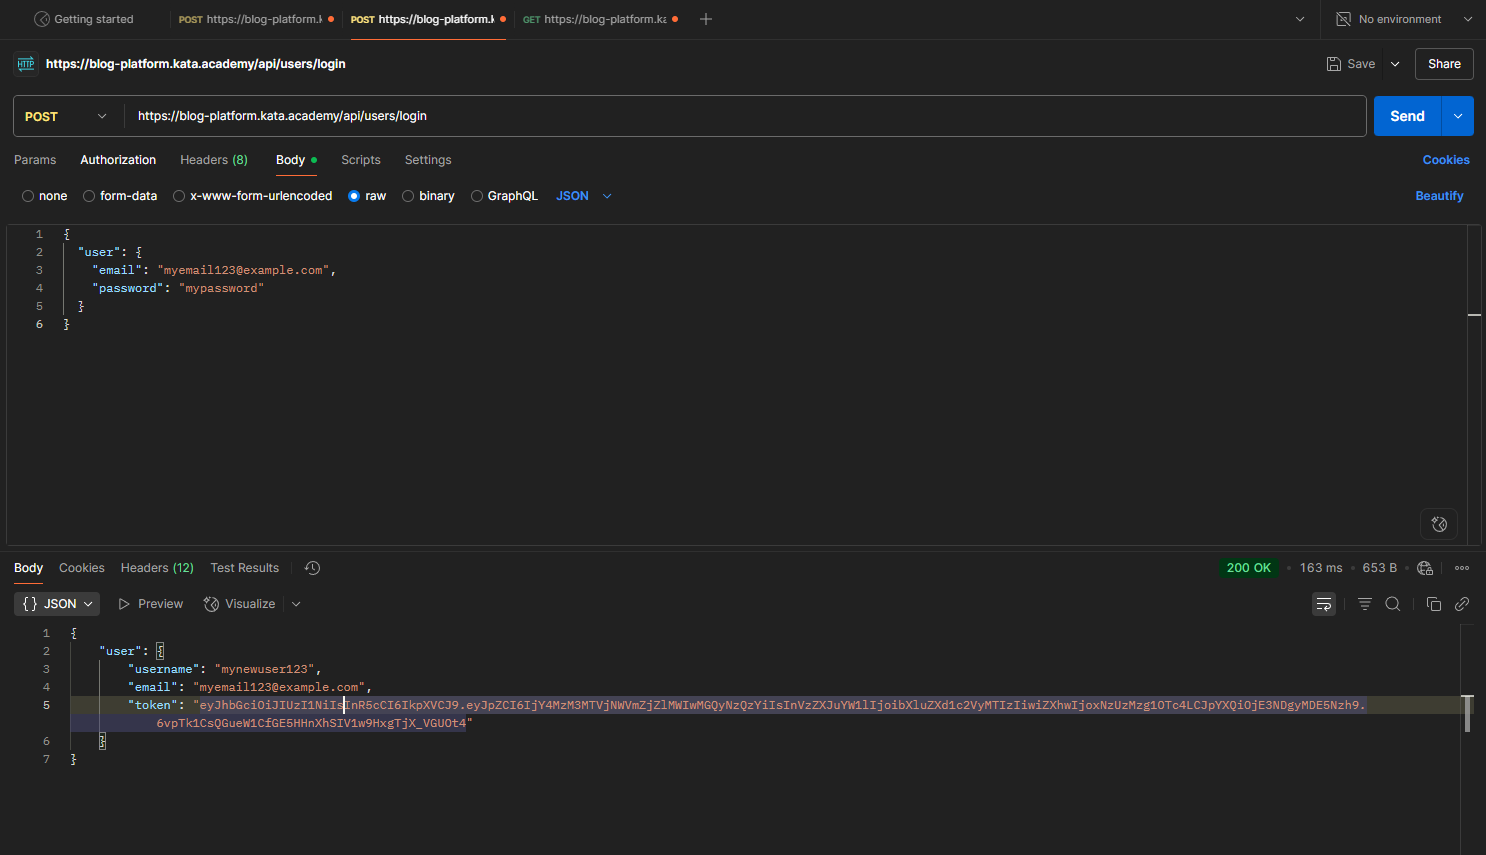 Getting started
POST https://blog-platform.k
POST https://blog-platform.k
GET https://blog-platform.ka
No environment
HTTP
https://blog-platform.kata.academy/api/users/login
Save
Share
POST
https://blog-platform.kata.academy/api/users/login
Send
Params
Authorization
Headers (8)
Body
Scripts
Settings
Cookies
none
form-data
x-www-form-urlencoded
raw
binary
GraphQL
JSON
Beautify
1 {
2 "user": {
3 "email": "myemail123@example.com",
4 "password": "mypassword"
5 }
6 }
Body
Cookies
Headers (12)
Test Results
200 OK
163 ms
653 B
{} JSON
Preview
Visualize
1 {
2 "user": {
3 "username": "mynewuser123",
4 "email": "myemail123@example.com",
5 "token": "eyJhbGciOiJIUzI1NiIsInR5cCI6IkpXVCJ9.eyJpZCI6IjY4MzM3MTVjNWVmZjZlMWIwMGQyNzQzYiIsInVzZXJuYW1lIjoibXluZXd1c2VyMTIzIiwiZXhwIjoxNzUzMzg1OTc4LCJpYXQiOjE3NDgyMDE5Nzh9.
6vpTk1CsQGueW1CfGE5HHnXhSIV1w9HxgTjX_VGUOt4"
6 }
7 }